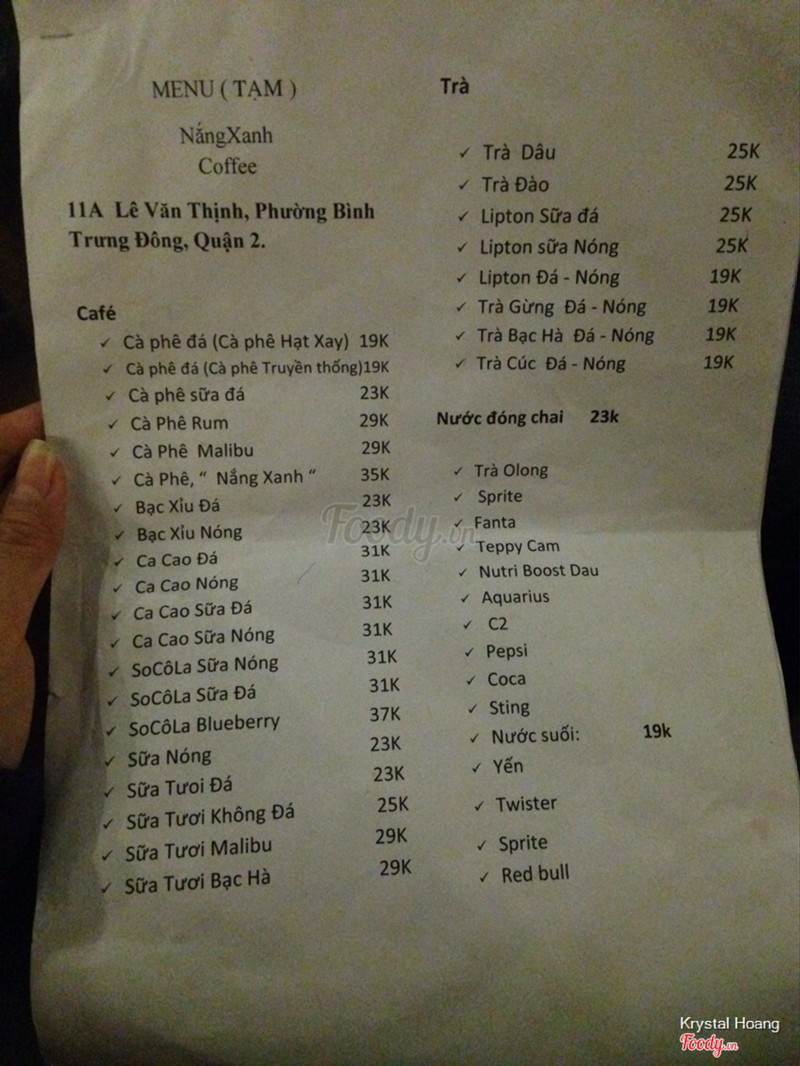 MENU ( TẠM )
NắngXanh
Coffee
11A Lê Văn Thịnh, Phường Bình
Trưng Đông, Quận 2.
Café
✓ Cà phê đá (Cà phê Hạt Xay) 19K
✓ Cà phê đá (Cà phê Truyền thống)19K
✓ Cà phê sữa đá 23K
✓ Cà Phê Rum 29K
✓ Cà Phê Malibu 29K
✓ Cà Phê, “ Nắng Xanh “ 35K
✓ Bạc Xỉu Đá 23K
✓ Bạc Xỉu Nóng 23K
✓ Ca Cao Đá 31K
✓ Ca Cao Nóng 31K
✓ Ca Cao Sữa Đá 31K
✓ Ca Cao Sữa Nóng 31K
✓ SoCôLa Sữa Nóng 31K
✓ SoCôLa Sữa Đá 31K
✓ SoCôLa Blueberry 37K
✓ Sữa Nóng 23K
✓ Sữa Tươi Đá 23K
✓ Sữa Tươi Không Đá 25K
✓ Sữa Tươi Malibu 29K
✓ Sữa Tươi Bạc Hà 29K
Trà
✓ Trà Dâu 25K
✓ Trà Đào 25K
✓ Lipton Sữa đá 25K
✓ Lipton sữa Nóng 25K
✓ Lipton Đá - Nóng 19K
✓ Trà Gừng Đá - Nóng 19K
✓ Trà Bạc Hà Đá - Nóng 19K
✓ Trà Cúc Đá - Nóng 19K
Nước đóng chai 23k
✓ Trà Olong
✓ Sprite
✓ Fanta
✓ Teppy Cam
✓ Nutri Boost Dau
✓ Aquarius
✓ C2
✓ Pepsi
✓ Coca
✓ Sting
✓ Nước suối: 19k
✓ Yến
✓ Twister
✓ Sprite
✓ Red bull
Foody.vn
Krystal Hoang
Foody.vn